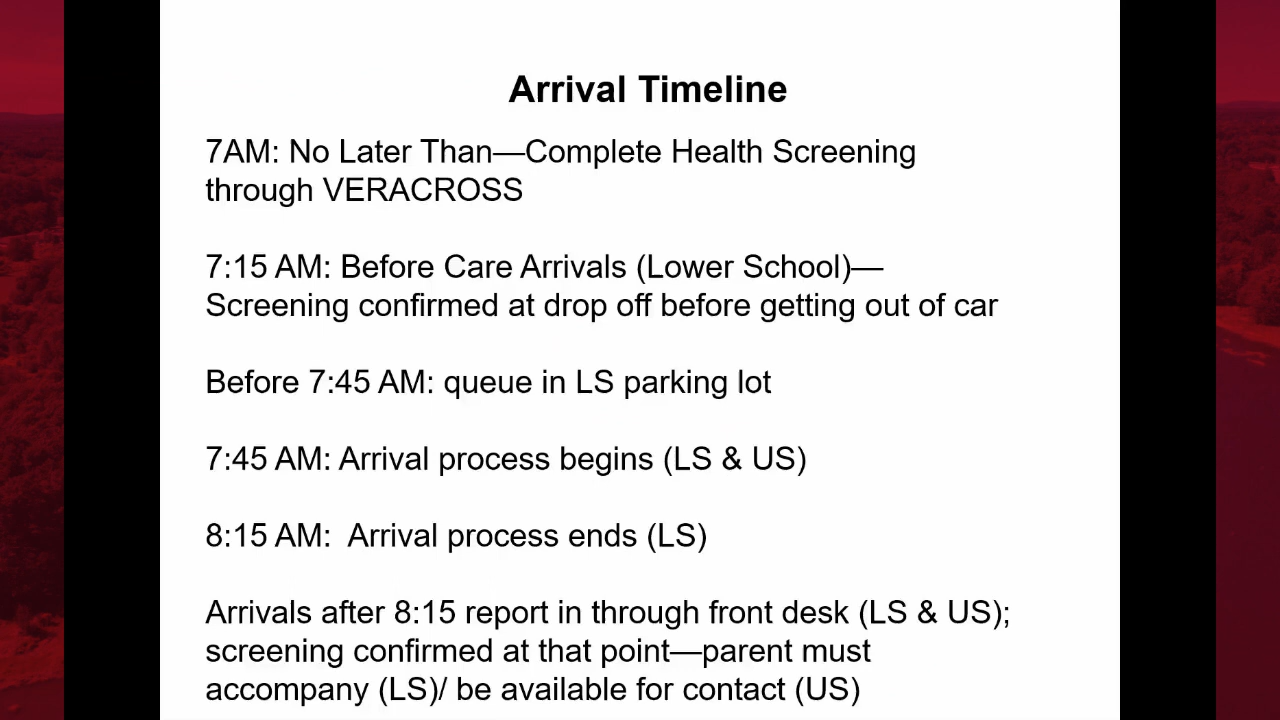 Arrival Timeline
7AM: No Later Than—Complete Health Screening
through VERACROSS
7:15 AM: Before Care Arrivals (Lower School)—
Screening confirmed at drop off before getting out of car
Before 7:45 AM: queue in LS parking lot
7:45 AM: Arrival process begins (LS & US)
8:15 AM:  Arrival process ends (LS)
Arrivals after 8:15 report in through front desk (LS & US);
screening confirmed at that point—parent must
accompany (LS)/ be available for contact (US)